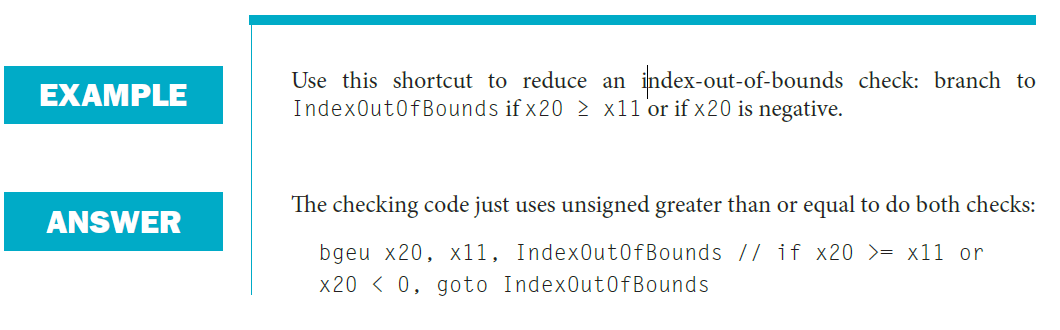 EXAMPLE
Use this shortcut to reduce an index-out-of-bounds check: branch to
IndexOutOfBounds if x20 ≥ x11 or if x20 is negative.
ANSWER
The checking code just uses unsigned greater than or equal to do both checks:
bgeu x20, x11, IndexOutOfBounds // if x20 >= x11 or
x20 < 0, goto IndexOutOfBounds